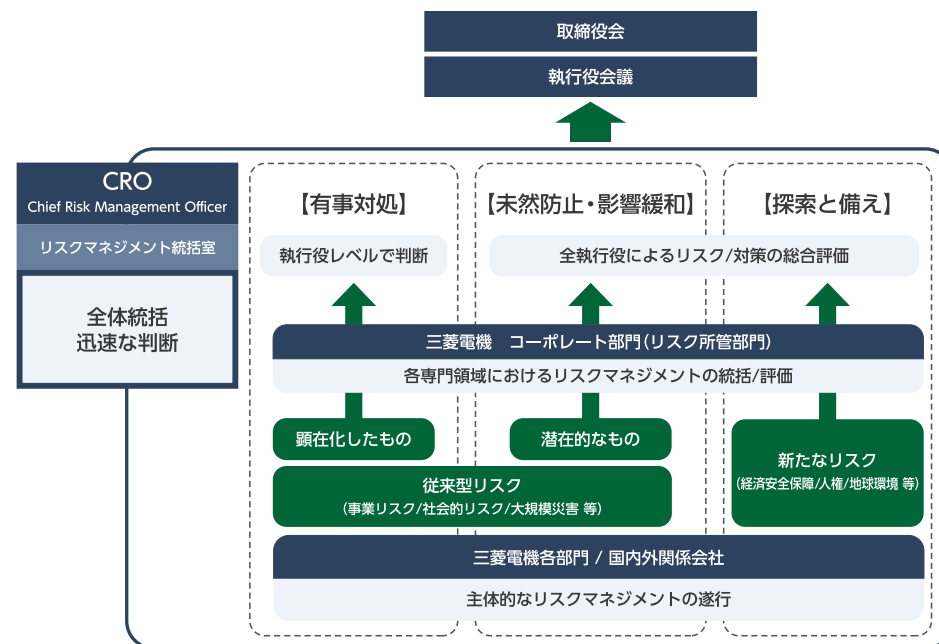 取締役会
執行役会議
CRO
Chief Risk Management Officer
リスクマネジメント統括室
全体統括
迅速な判断
【有事対処】
【未然防止・影響緩和】
【探索と備え】
執行役レベルで判断
全執行役によるリスク/対策の総合評価
三菱電機　コーポレート部門(リスク所管部門)
各専門領域におけるリスクマネジメントの統括/評価
顕在化したもの
潜在的なもの
従来型リスク
(事業リスク/社会的リスク/大規模災害 等)
新たなリスク
(経済安全保障/人権/地球環境 等)
三菱電機各部門 / 国内外関係会社
主体的なリスクマネジメントの遂行